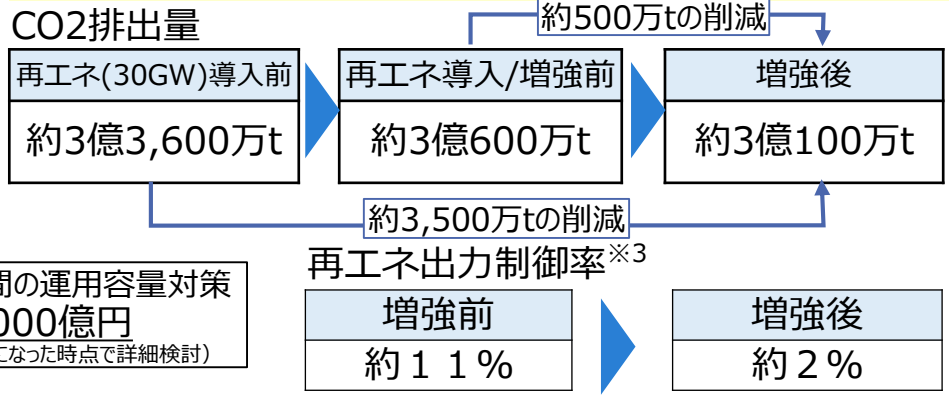 約500万tの削減
CO2排出量
再エネ(30GW)導入前
再エネ導入/増強前
増強後
約3億3,600万t
約3億600万t
約3億100万t
約3,500万tの削減
再エネ出力制御率※3
間の運用容量対策
000億円
になった時点で詳細検討）
増強前
増強後
約１１%
約２%